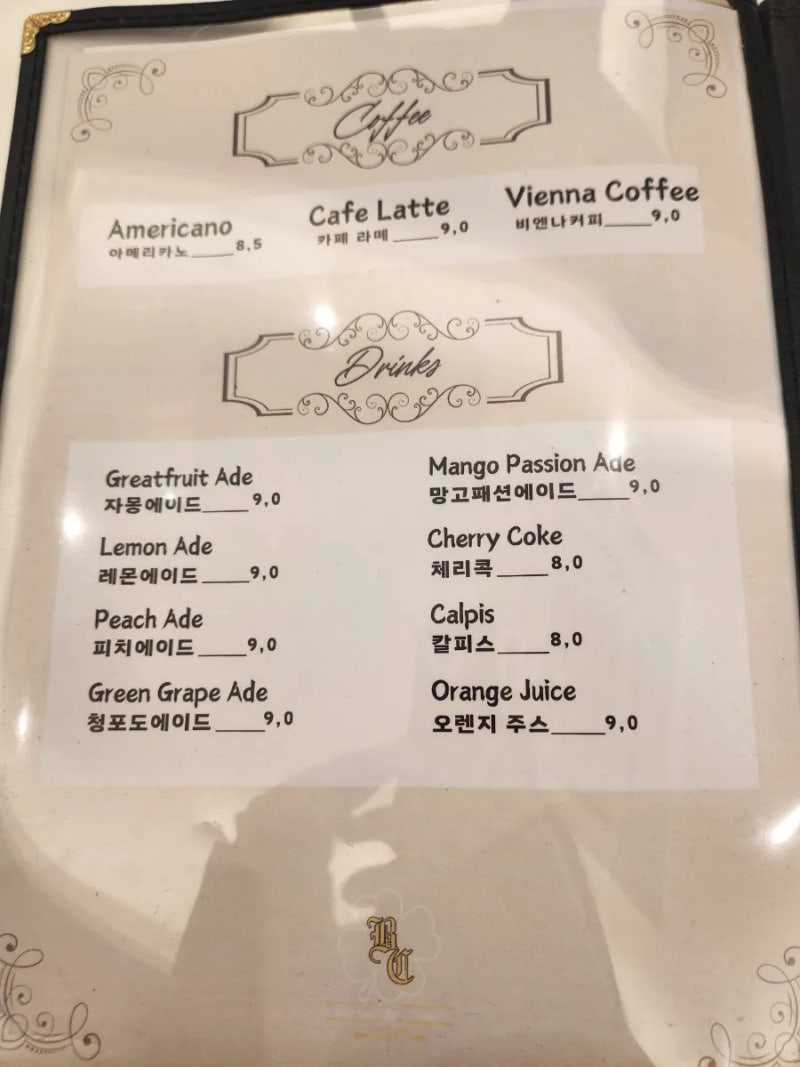 Coffee
Americano
아메리카노_____8,5
Cafe Latte
카페 라떼_____9,0
Vienna Coffee
비엔나커피_____9,0
Drinks
Greatfruit Ade
자몽에이드_____9,0
Lemon Ade
레몬에이드_____9,0
Peach Ade
피치에이드_____9,0
Green Grape Ade
청포도에이드_____9,0
Mango Passion Ade
망고패션에이드_____9,0
Cherry Coke
체리콕_____8,0
Calpis
칼피스_____8,0
Orange Juice
오렌지 주스_____9,0
BC